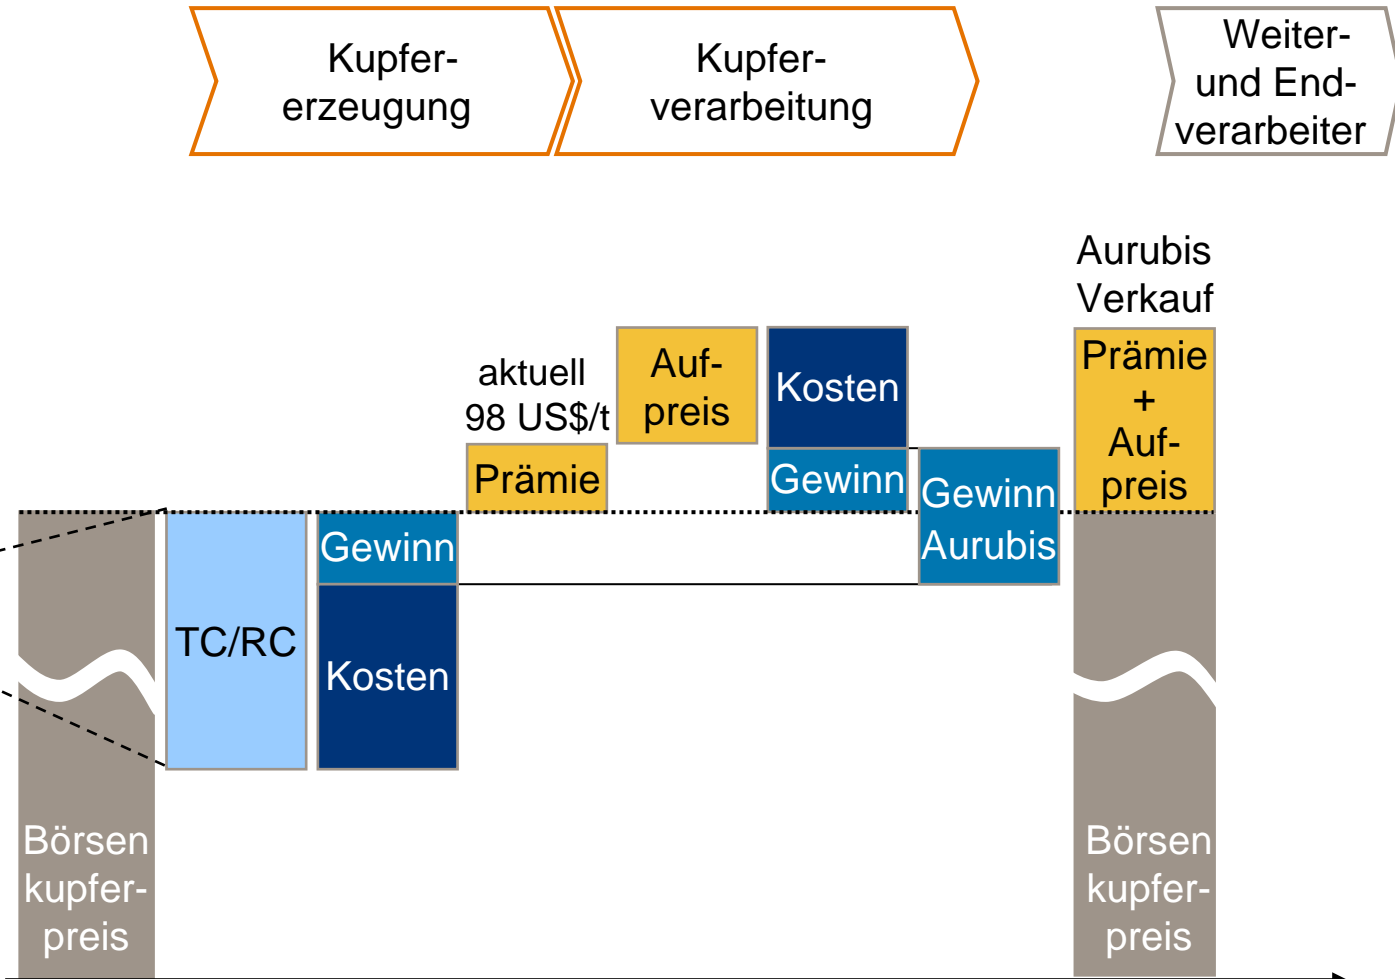 Kupfer-
erzeugung
Kupfer-
verarbeitung
Weiter-
und End-
verarbeiter
Aurubis
Verkauf
aktuell
98 US$/t
Prämie
Auf-
preis
Kosten
Gewinn
Gewinn
Aurubis
Prämie
+
Auf-
preis
TC/RC
Gewinn
Kosten
Börsen
kupfer-
preis
Börsen
kupfer-
preis